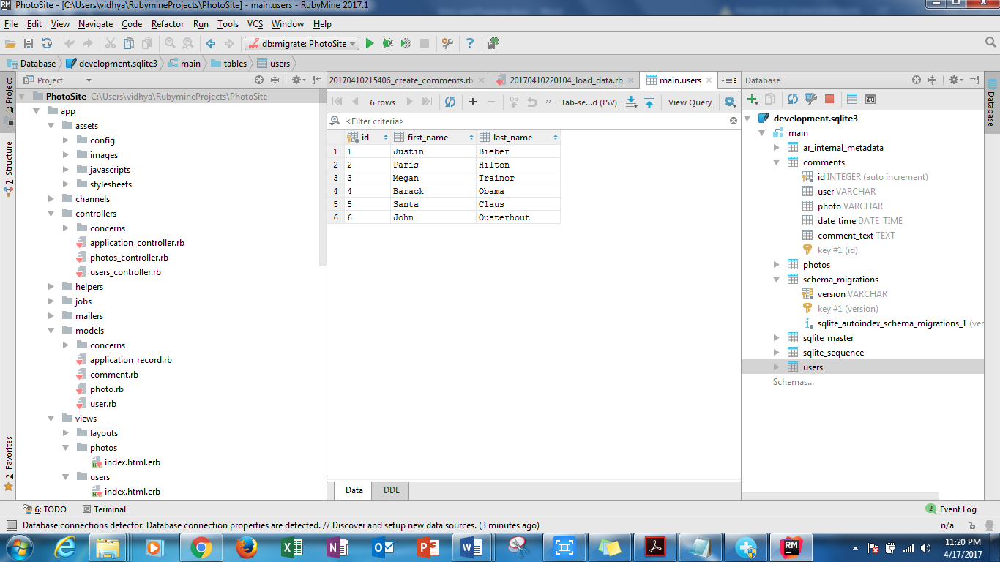 PhotoSite - [C:\Users\vidhya\RubymineProjects\PhotoSite] - main.users - RubyMine 2017.1
File Edit View Navigate Code Refactor Run Tools VCS Window Help
db:migrate: PhotoSite
Database development.sqlite3 main tables users
Project
20170410215406_create_comments.rb 20170410220104_load_data.rb main.users
8
Database
1: Project
7: Structure
2: Favorites
Database
PhotoSite C:\Users\vidhya\RubymineProjects\PhotoSite
app
assets
config
images
javascripts
stylesheets
channels
controllers
concerns
application_controller.rb
photos_controller.rb
users_controller.rb
helpers
jobs
mailers
models
concerns
application_record.rb
comment.rb
photo.rb
user.rb
views
layouts
photos
index.html.erb
users
index.html.erb
6 rows DB Tab-se...d (TSV) View Query
<Filter criteria>
id first_name last_name
1 1 Justin Bieber
2 2 Paris Hilton
3 3 Megan Trainor
4 4 Barack Obama
5 5 Santa Claus
6 6 John Ousterhout
Data DDL
development.sqlite3
main
ar_internal_metadata
comments
id INTEGER (auto increment)
user VARCHAR
photo VARCHAR
date_time DATE_TIME
comment_text TEXT
key #1 (id)
photos
schema_migrations
version VARCHAR
key #1 (version)
sqlite_autoindex_schema_migrations_1 (ver
sqlite_master
sqlite_sequence
users
Schemas...
6: TODO Terminal 2 Event Log
Database connections detector: Database connection properties are detected. // Discover and setup new data sources. (3 minutes ago) n/a
11:20 PM
4/17/2017